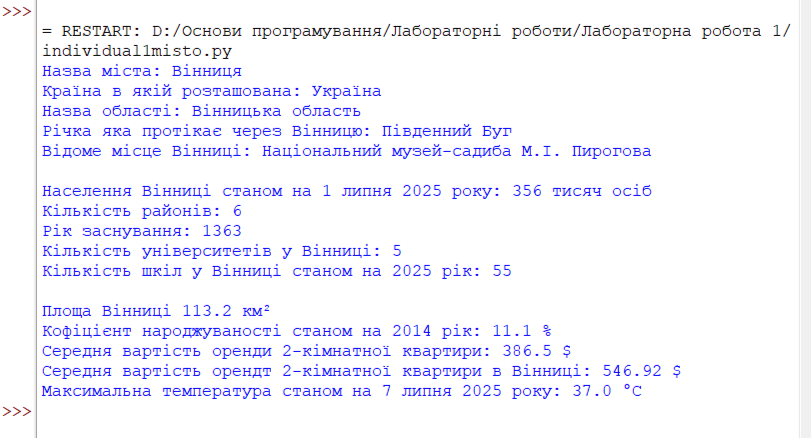 >>>
= RESTART: D:/Основи програмування/Лабораторні роботи/Лабораторна робота 1/
individual1misto.py
Назва міста: Вінниця
Країна в якій розташована: Україна
Назва області: Вінницька область
Річка яка протікає через Вінницю: Південний Буг
Відоме місце Вінниці: Національний музей-садиба М.І. Пирогова
Населення Вінниці станом на 1 липня 2025 року: 356 тисяч осіб
Кількість районів: 6
Рік заснування: 1363
Кількість університетів у Вінниці: 5
Кількість шкіл у Вінниці станом на 2025 рік: 55
Площа Вінниці 113.2 км²
Кофіцієнт народжуваності станом на 2014 рік: 11.1 %
Середня вартість оренди 2-кімнатної квартири: 386.5 $
Середня вартість орендт 2-кімнатної квартири в Вінниці: 546.92 $
Максимальна температура станом на 7 липня 2025 року: 37.0 °C
>>>